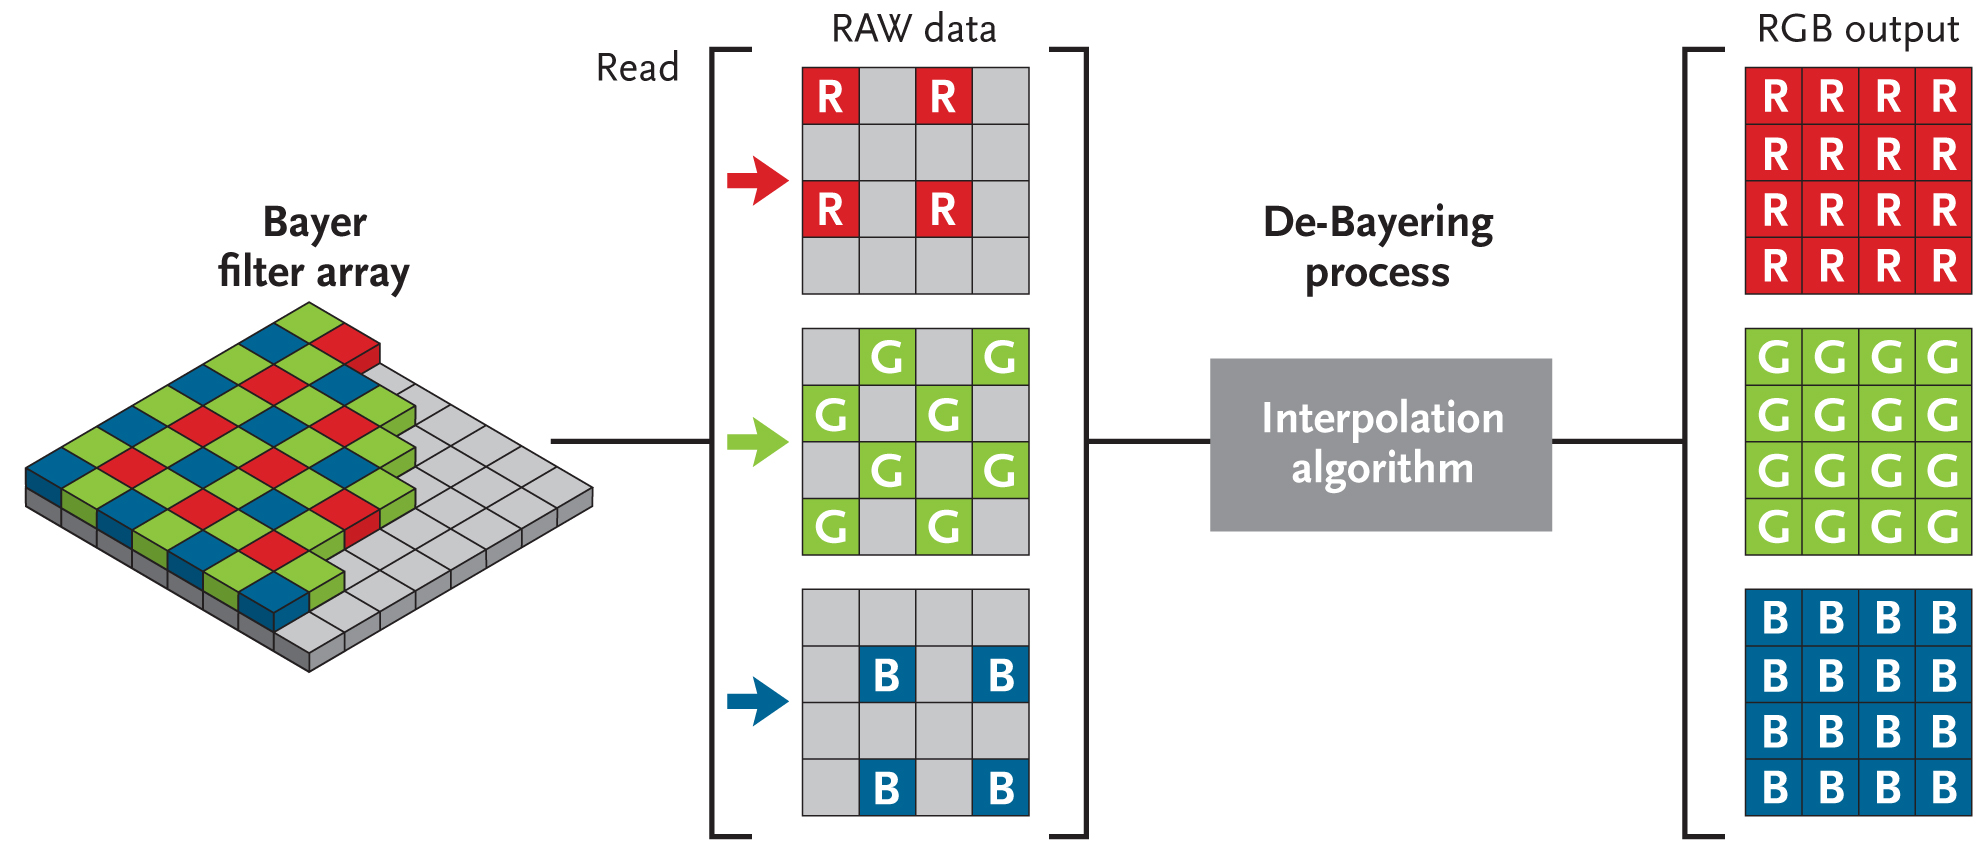 Bayer
filter array
Read
RAW data
R R
R R
G G
G G
G G
G G
B B
B B
De-Bayering
process
Interpolation
algorithm
RGB output
R R R R
R R R R
R R R R
R R R R
G G G G
G G G G
G G G G
G G G G
B B B B
B B B B
B B B B
B B B B